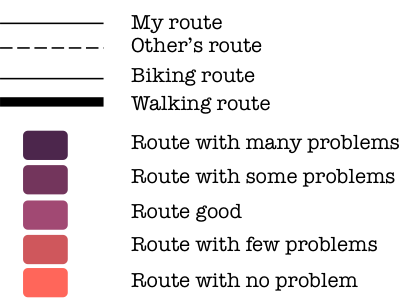 My route
Other's route
Biking route
Walking route
Route with many problems
Route with some problems
Route good
Route with few problems
Route with no problem